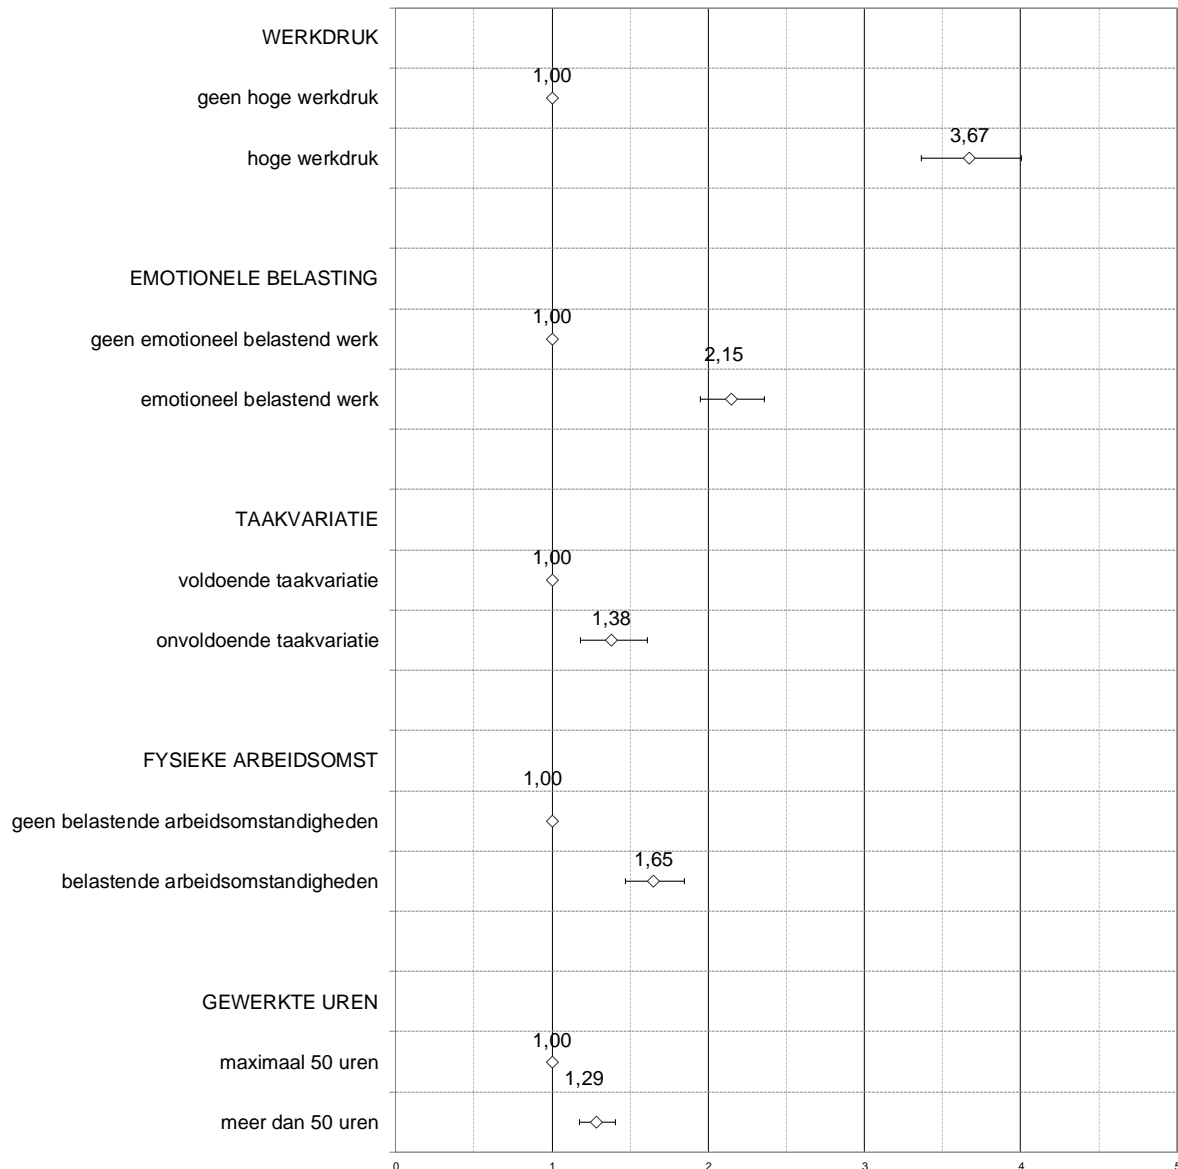 WERKDRUK
1,00
geen hoge werkdruk
3,67
hoge werkdruk
EMOTIONELE BELASTING
1,00
geen emotioneel belastend werk
2,15
emotioneel belastend werk
TAAKVARIATIE
1,00
voldoende taakvariatie
1,38
onvoldoende taakvariatie
FYSIEKE ARBEIDSOMST
1,00
geen belastende arbeidsomstandigheden
1,65
belastende arbeidsomstandigheden
GEWERKTE UREN
1,00
maximaal 50 uren
1,29
meer dan 50 uren
0 1 2 3 4 5